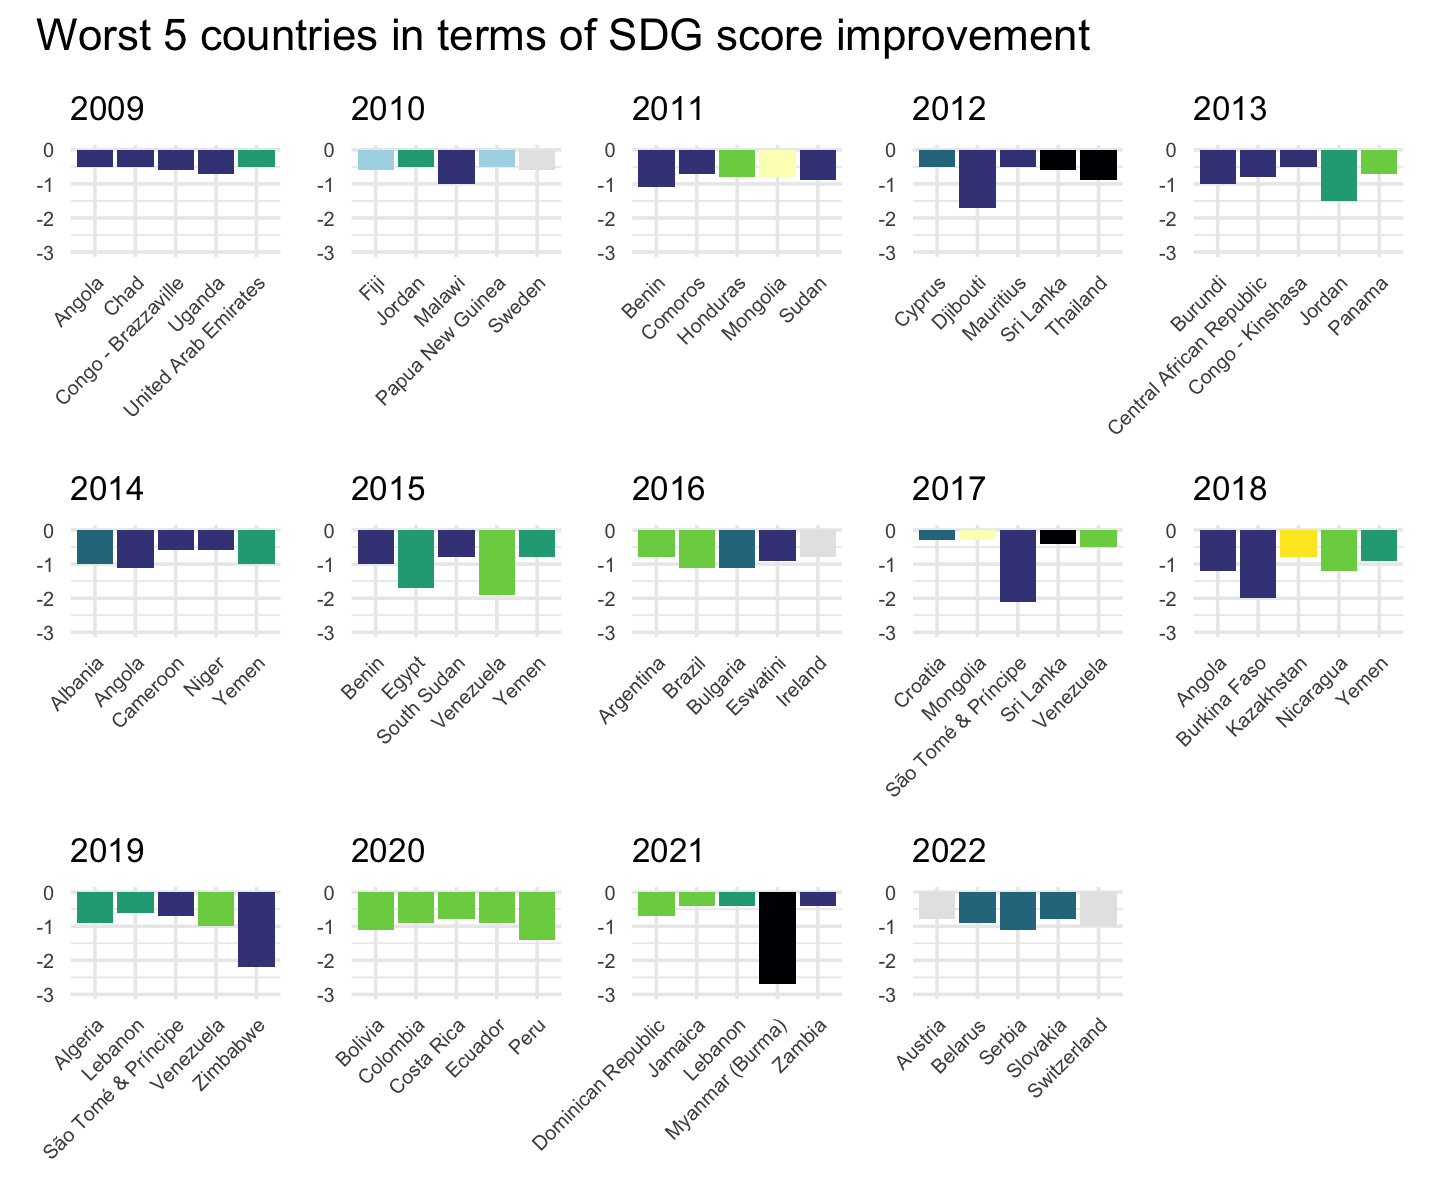 Worst 5 countries in terms of SDG score improvement
2009
0
-1
-2
-3
Angola
Chad
Congo - Brazzaville
Uganda
United Arab Emirates
2010
0
-1
-2
-3
Fiji
Jordan
Malawi
Papua New Guinea
Sweden
2011
0
-1
-2
-3
Benin
Comoros
Honduras
Mongolia
Sudan
2012
0
-1
-2
-3
Cyprus
Djibouti
Mauritius
Sri Lanka
Thailand
2013
0
-1
-2
-3
Burundi
Central African Republic
Congo - Kinshasa
Jordan
Panama
2014
0
-1
-2
-3
Albania
Angola
Cameroon
Niger
Yemen
2015
0
-1
-2
-3
Benin
Egypt
South Sudan
Venezuela
Yemen
2016
0
-1
-2
-3
Argentina
Brazil
Bulgaria
Eswatini
Ireland
2017
0
-1
-2
-3
Croatia
Mongolia
São Tomé & Príncipe
Sri Lanka
Venezuela
2018
0
-1
-2
-3
Angola
Burkina Faso
Kazakhstan
Nicaragua
Yemen
2019
0
-1
-2
-3
Algeria
Lebanon
São Tomé & Príncipe
Venezuela
Zimbabwe
2020
0
-1
-2
-3
Bolivia
Colombia
Costa Rica
Ecuador
Peru
2021
0
-1
-2
-3
Dominican Republic
Jamaica
Lebanon
Myanmar (Burma)
Zambia
2022
0
-1
-2
-3
Austria
Belarus
Serbia
Slovakia
Switzerland